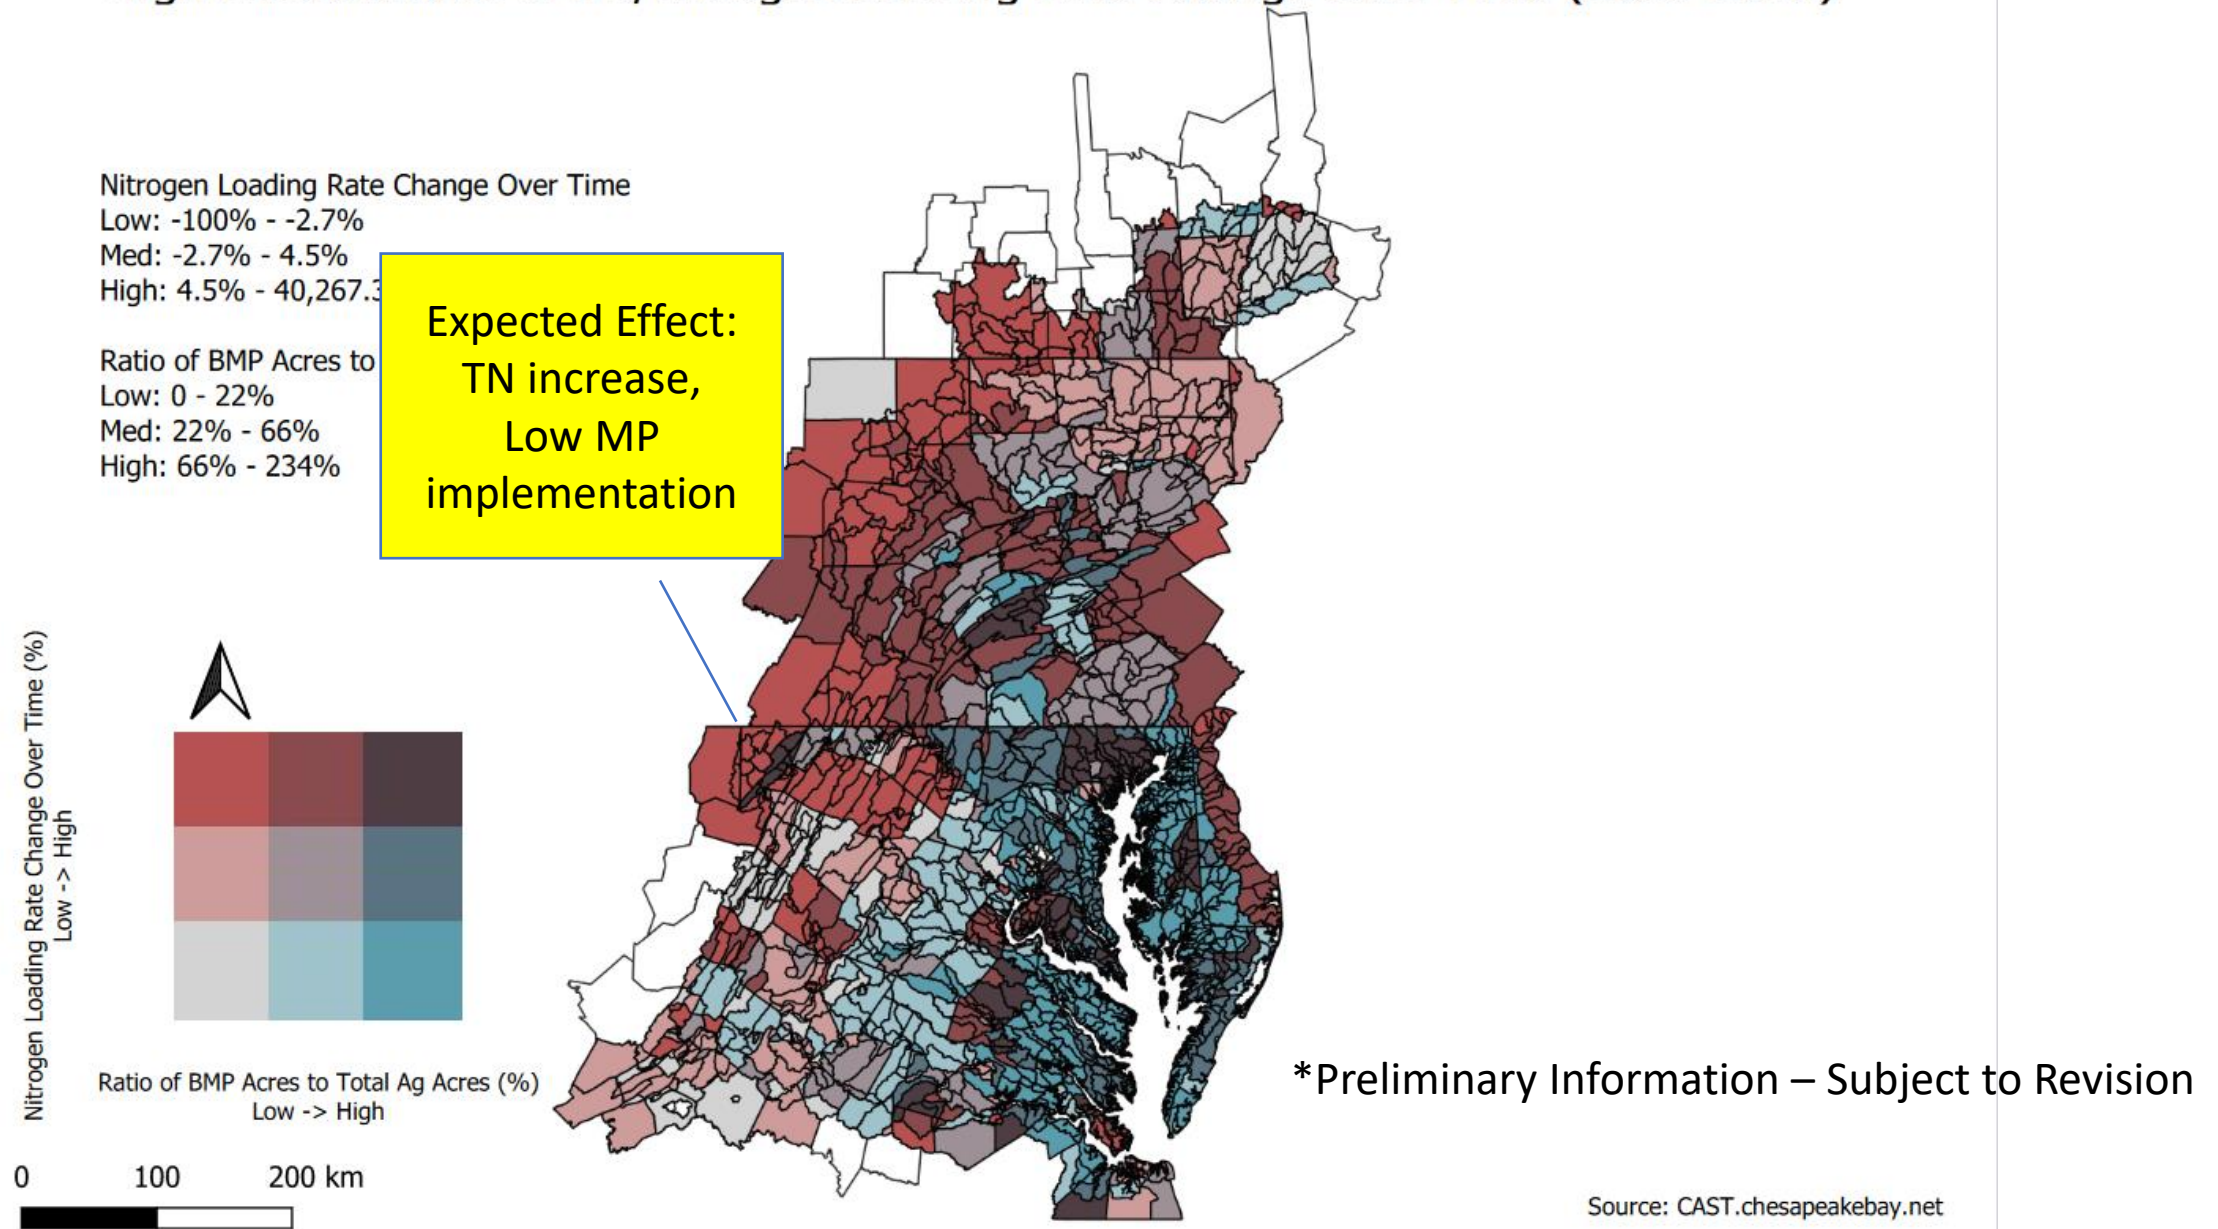 Nitrogen Loading Rate Change Over Time
Low: -100% - -2.7%
Med: -2.7% - 4.5%
High: 4.5% - 40,267.3
Ratio of BMP Acres to
Low: 0 - 22%
Med: 22% - 66%
High: 66% - 234%
Expected Effect:
TN increase,
Low MP
implementation
Nitrogen Loading Rate Change Over Time (%)
Low -> High
Ratio of BMP Acres to Total Ag Acres (%)
Low -> High
0 100 200 km
*Preliminary Information – Subject to Revision
Source: CAST.chesapeakebay.net